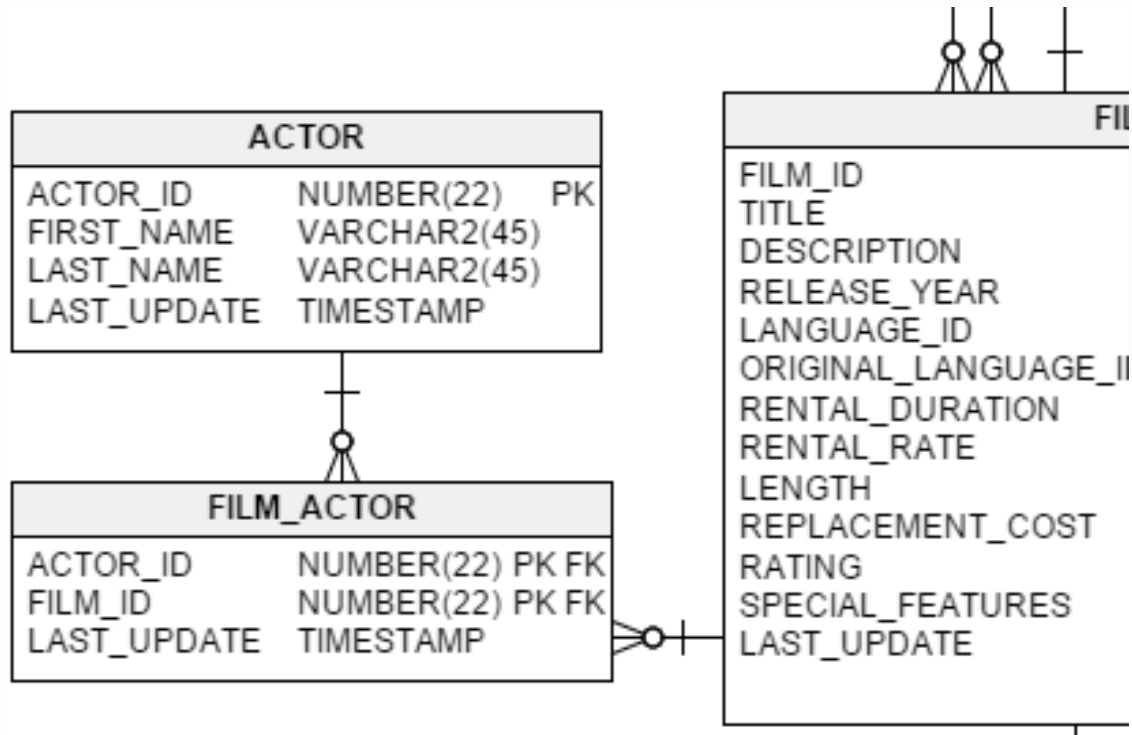 ACTOR
ACTOR_ID NUMBER(22) PK
FIRST_NAME VARCHAR2(45)
LAST_NAME VARCHAR2(45)
LAST_UPDATE TIMESTAMP
FILM_ACTOR
ACTOR_ID NUMBER(22) PK FK
FILM_ID NUMBER(22) PK FK
LAST_UPDATE TIMESTAMP
FILM_ID
TITLE
DESCRIPTION
RELEASE_YEAR
LANGUAGE_ID
RENTAL_DURATION
RENTAL_RATE
LENGTH
REPLACEMENT_COST
RATING
SPECIAL_FEATURES
LAST_UPDATE